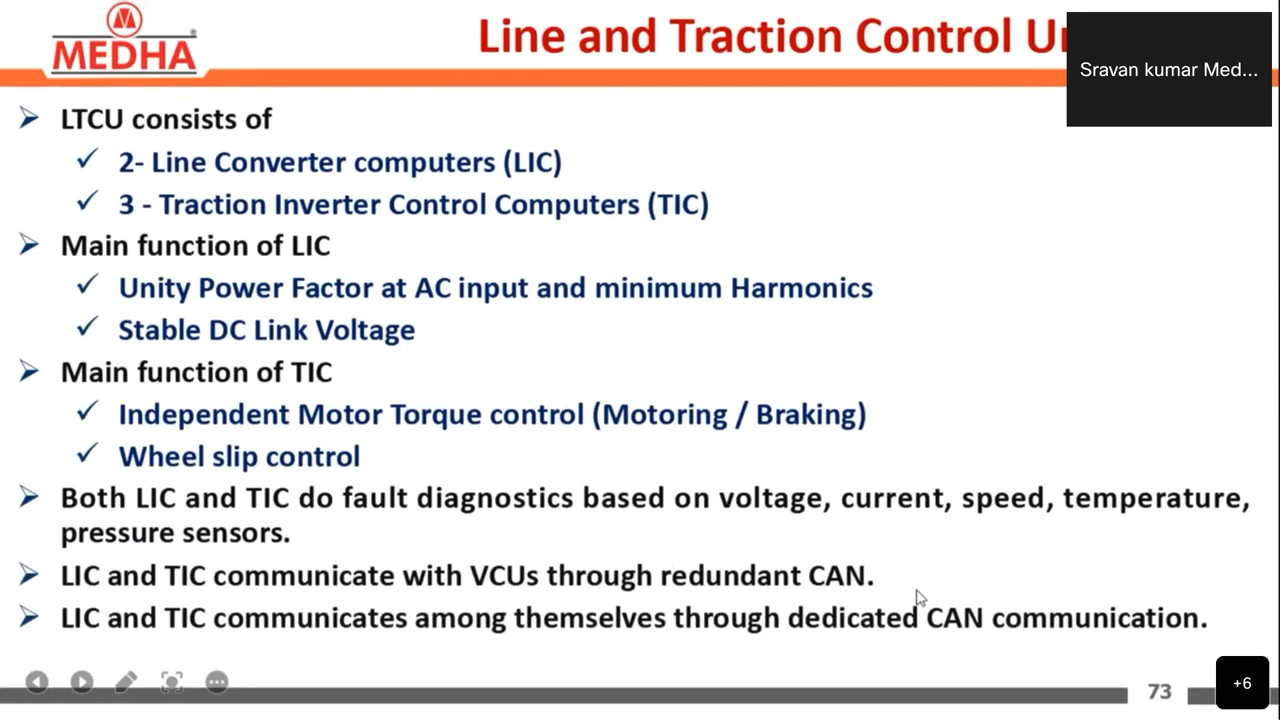 MEDHA
Line and Traction Control
Sravan kumar Med...
LTCU consists of
2- Line Converter computers (LIC)
3 - Traction Inverter Control Computers (TIC)
Main function of LIC
Unity Power Factor at AC input and minimum Harmonics
Stable DC Link Voltage
Main function of TIC
Independent Motor Torque control (Motoring / Braking)
Wheel slip control
Both LIC and TIC do fault diagnostics based on voltage, current, speed, temperature,
pressure sensors.
LIC and TIC communicate with VCUs through redundant CAN.
LIC and TIC communicates among themselves through dedicated CAN communication.
73
+6